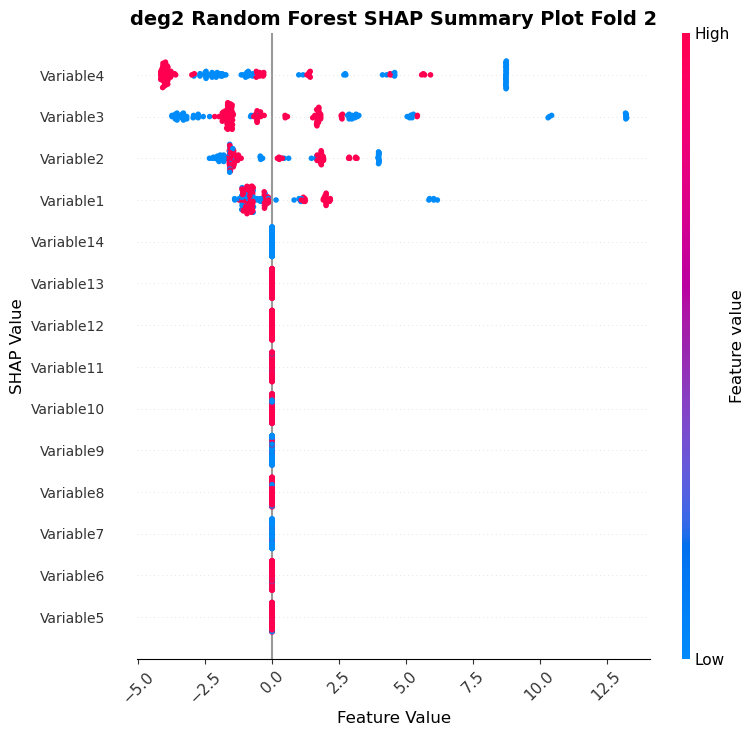 deg2 Random Forest SHAP Summary Plot Fold 2
High
Variable4
Variable3
Variable2
Variable1
Variable14
Variable13
Variable12
Variable11
Variable10
Variable9
Variable8
Variable7
Variable6
Variable5
SHAP Value
Feature value
Low
−5.0 −2.5 0.0 2.5 5.0 7.5 10.0 12.5
Feature Value